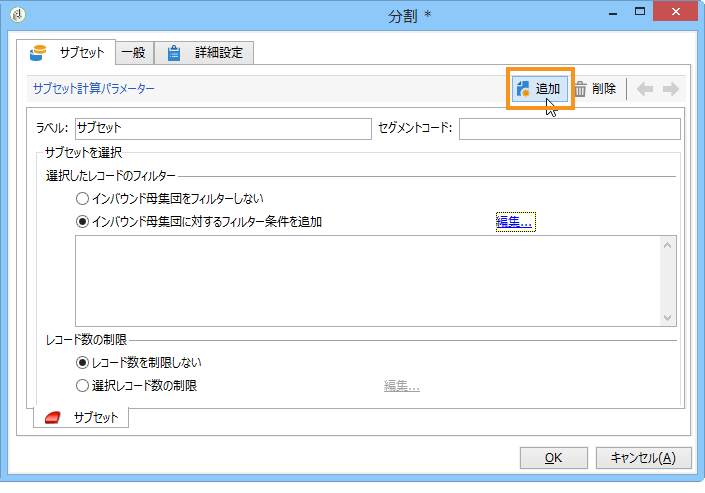 分割 *
サブセット 一般 詳細設定
サブセット計算パラメーター 追加 削除
ラベル: サブセット セグメントコード:
サブセットを選択
選択したレコードのフィルター
インバウンド母集団をフィルターしない
インバウンド母集団に対するフィルター条件を追加 編集...
レコード数の制限
レコード数を制限しない
選択レコード数の制限 編集...
サブセット
OK キャンセル(A)